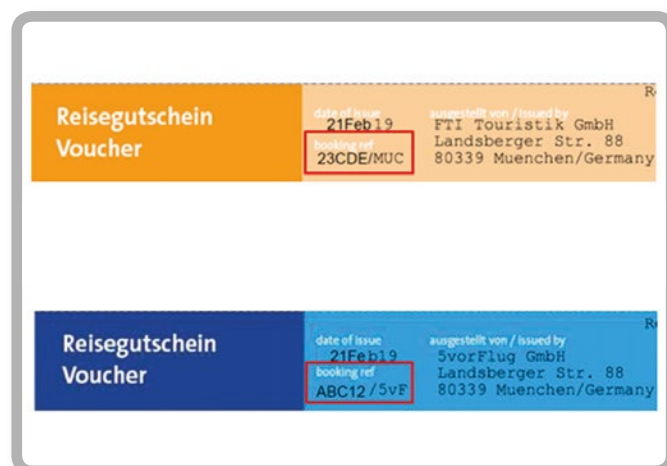 Reisegutschein
Voucher
date of issue
21Feb19
booking ref
23CDE/MUC
ausgestellt von / issued by
FTI Touristik GmbH
Landsberger Str. 88
80339 Muenchen/Germany
Reisegutschein
Voucher
date of issue
21Feb19
booking ref
ABC12/5vF
ausgestellt von / issued by
5vorFlug GmbH
Landsberger Str. 88
80339 Muenchen/Germany